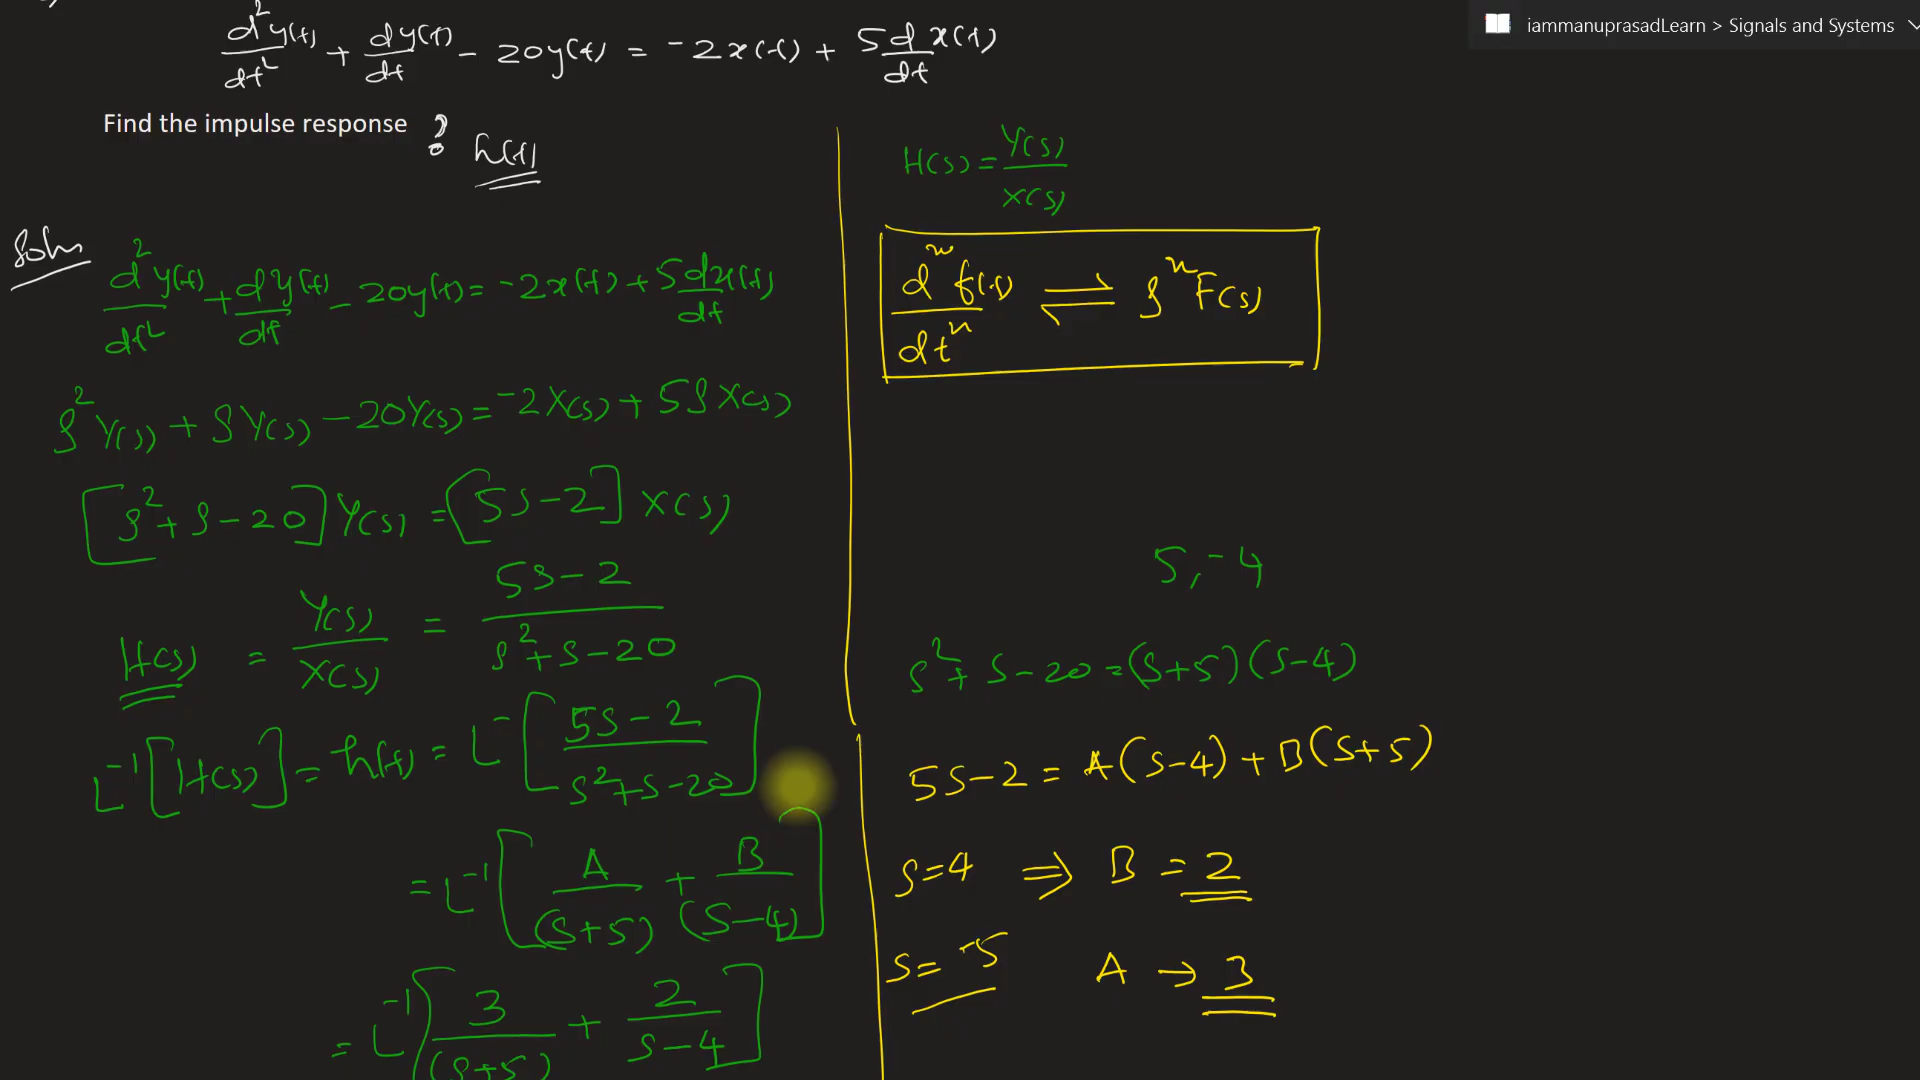 iammanuprasadLearn > Signals and Systems
d²y(t)/dt² + dy(t)/dt - 20y(t) = -2x(t) + 5 d x(t)/dt
Find the impulse response ? h(t)
Soln
d²y(t)/dt² + dy(t)/dt - 20y(t) = -2x(t) + 5dx(t)/dt
s²Y(s) + sY(s) - 20Y(s) = -2X(s) + 5sX(s)
[s² + s - 20] Y(s) = [5s - 2] X(s)
H(s) = Y(s)/X(s) = 5s - 2/s² + s - 20
L⁻¹[H(s)] = h(t) = L⁻[5s - 2/s² + s - 20]
= L⁻¹[A/(s+5) + B/(s-4)]
= L⁻¹[3/(s+5) + 2/s-4]
H(s) = Y(s)/X(s)
dⁿf(t)/dtⁿ ⇌ sⁿF(s)
5, -4
s² + s - 20 = (s+5)(s-4)
5s - 2 = A(s-4) + B(s+5)
s=4 ⇒ B = 2
s= -5 A → 3